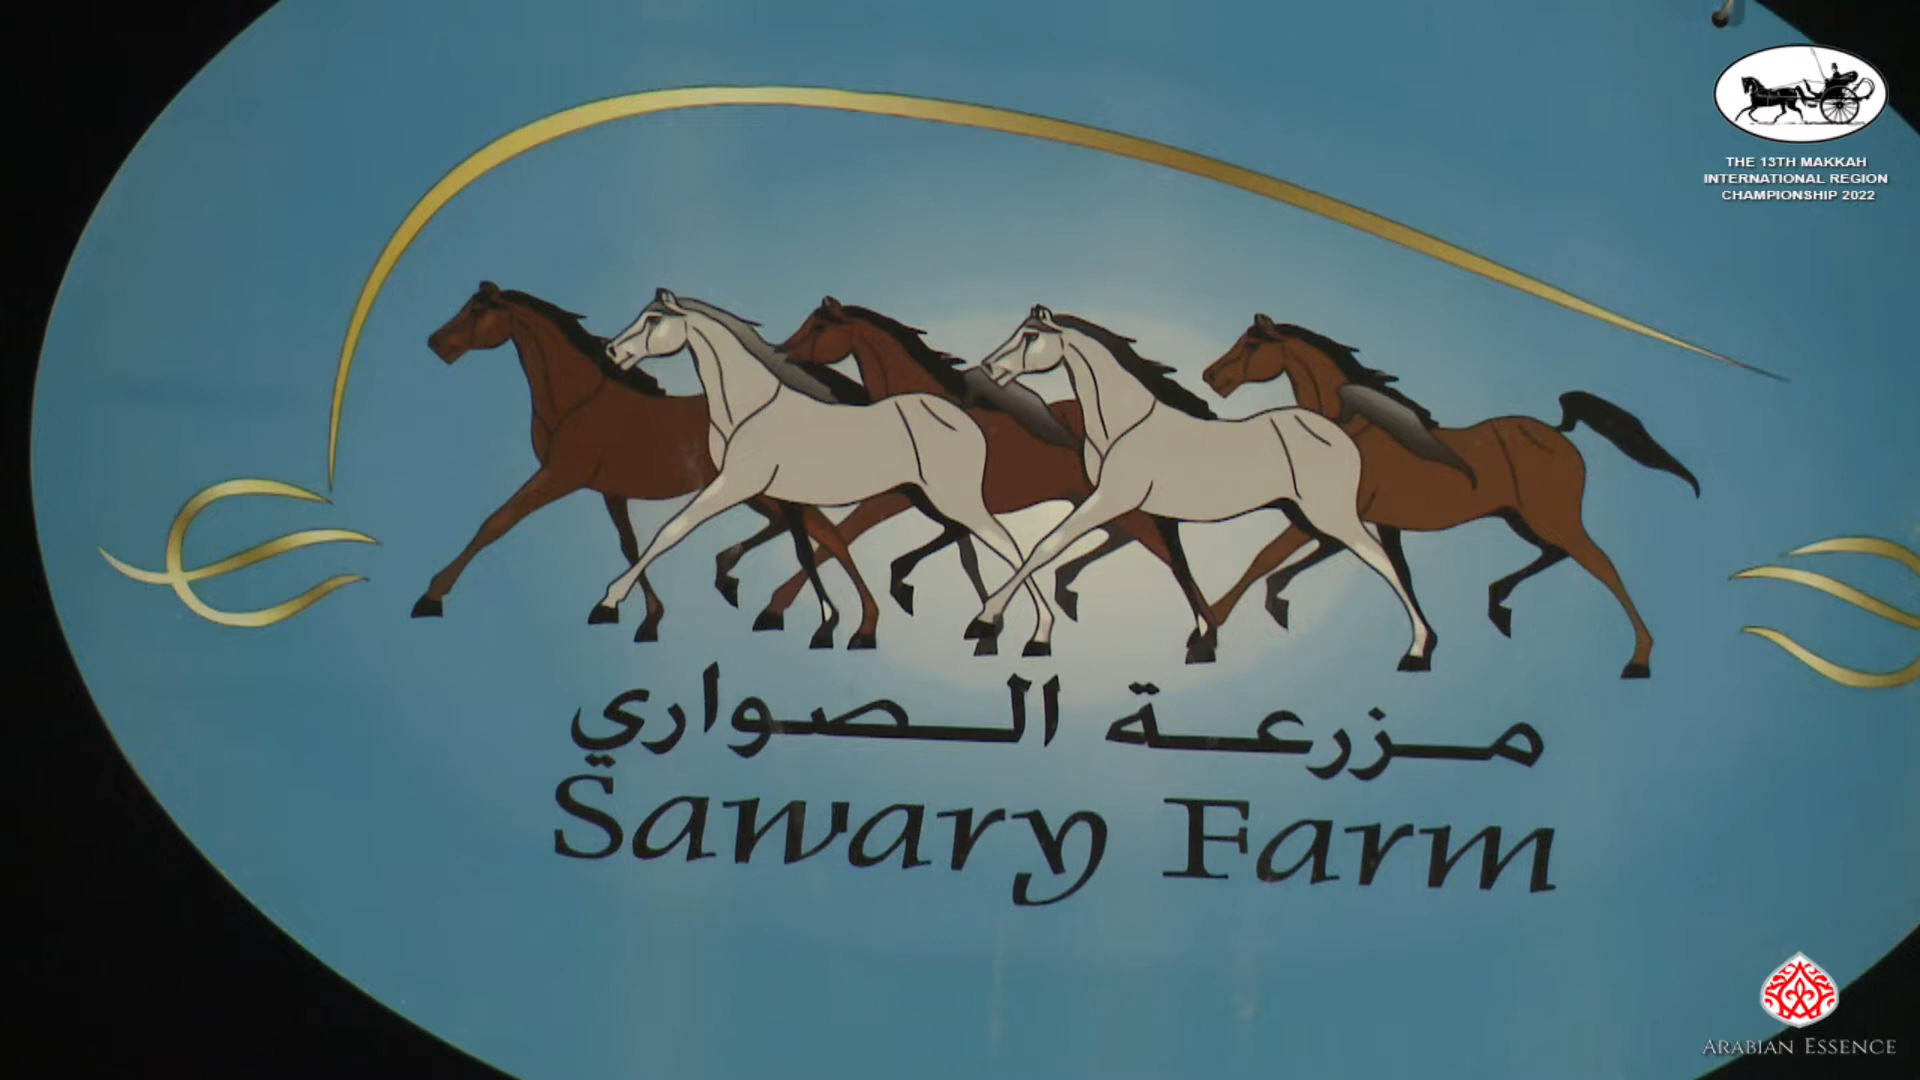 THE 13TH MAKKAH
INTERNATIONAL REGION
CHAMPIONSHIP 2022
مزرعة الصواري
Sawary Farm
ARABIAN ESSENCE